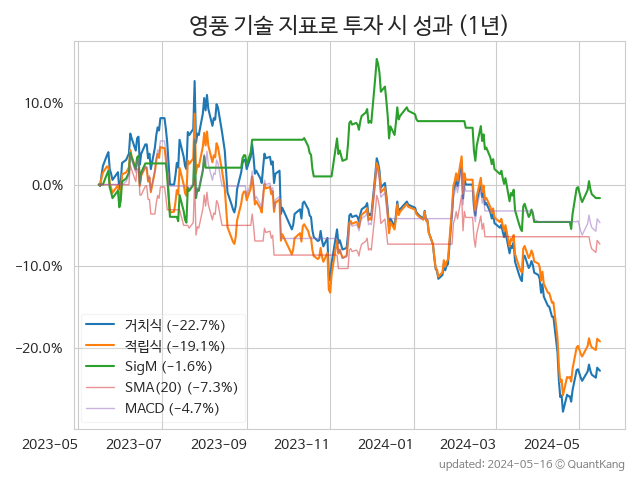 영풍 기술 지표로 투자 시 성과 (1년)
10.0%
0.0%
−10.0%
−20.0%
거치식 (−22.7%)
적립식 (−19.1%)
SigM (−1.6%)
SMA(20) (−7.3%)
MACD (−4.7%)
2023−05 2023−07 2023−09 2023−11 2024−01 2024−03 2024−05
updated: 2024−05−16 © QuantKang